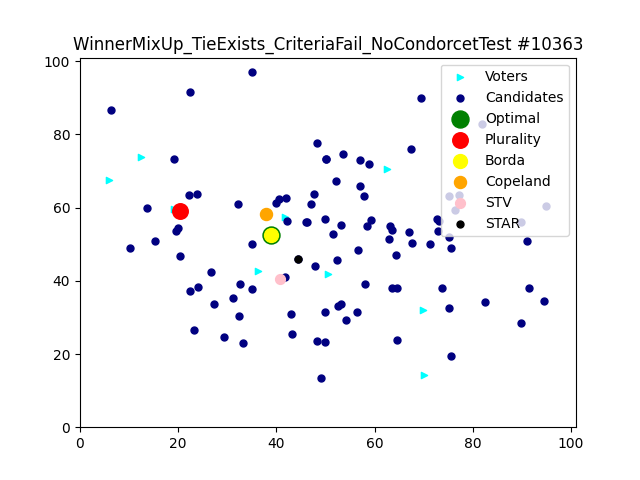 WinnerMixUp_TieExists_CriteriaFail_NoCondorcetTest #10363
100
80
60
40
20
0
0 20 40 60 80 100
Voters
Candidates
Optimal
Plurality
Borda
Copeland
STV
STAR